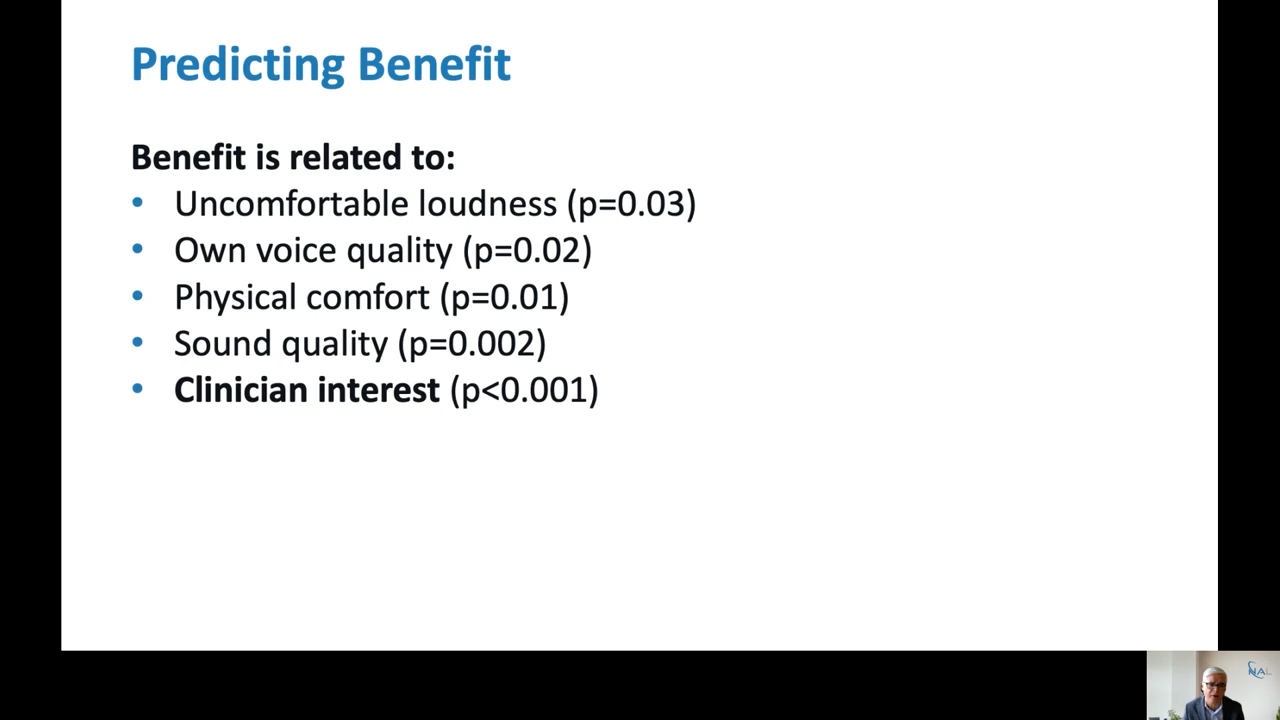 Predicting Benefit
Benefit is related to:
• Uncomfortable loudness (p=0.03)
• Own voice quality (p=0.02)
• Physical comfort (p=0.01)
• Sound quality (p=0.002)
• Clinician interest (p<0.001)
NAL